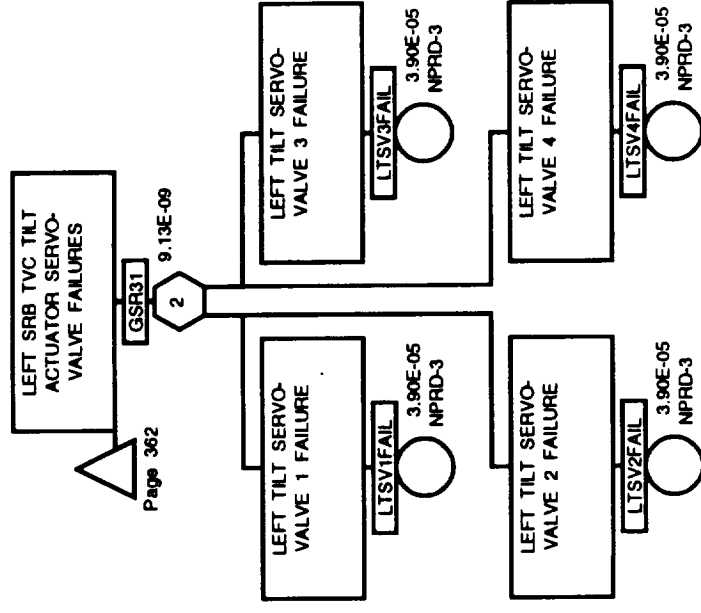 LEFT SRB TVC TILT
ACTUATOR SERVO-
VALVE FAILURES
Page 362
GSR31
9.13E-09
2
LEFT TILT SERVO-
VALVE 1 FAILURE
LTSV1FAIL
3.90E-05
NPRD-3
LEFT TILT SERVO-
VALVE 3 FAILURE
LTSV3FAIL
3.90E-05
NPRD-3
LEFT TILT SERVO-
VALVE 2 FAILURE
LTSV2FAIL
3.90E-05
NPRD-3
LEFT TILT SERVO-
VALVE 4 FAILURE
LTSV4FAIL
3.90E-05
NPRD-3